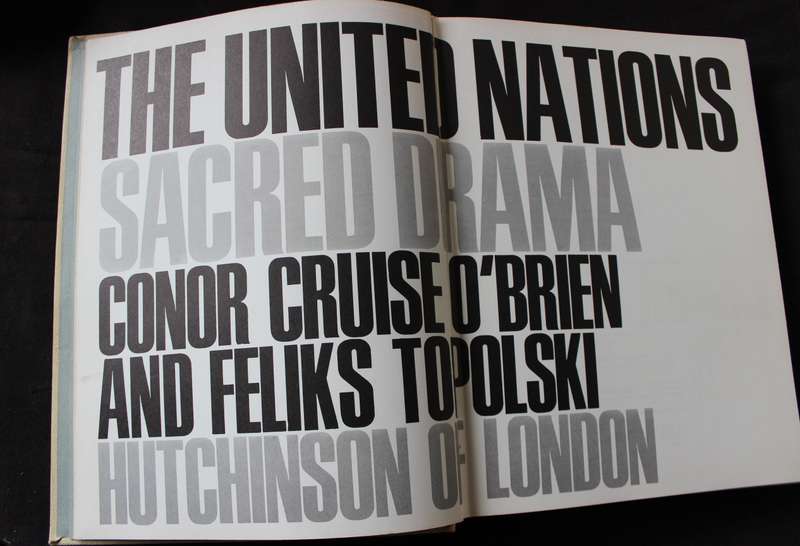 THE UNITED NATIONS
SACRED DRAMA
CONOR CRUISE O'BRIEN
AND FELIKS TOPOLSKI
HUTCHINSON OF LONDON